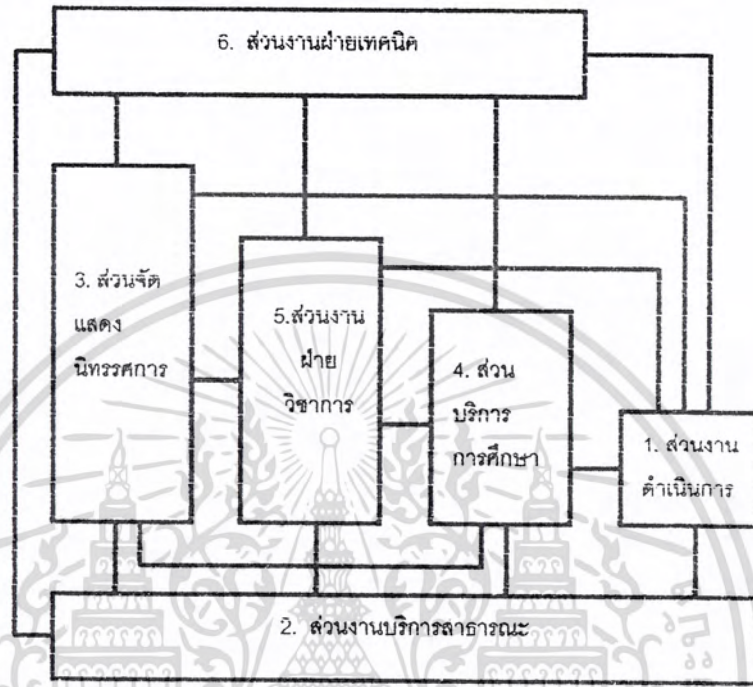 6. ส่วนงานฝ่ายเทคนิค
3. ส่วนจัด
แสดง
นิทรรศการ
5.ส่วนงาน
ฝ่าย
วิชาการ
4. ส่วน
บริการ
การศึกษา
1. ส่วนงาน
ดำเนินการ
2. ส่วนงานบริการสาธารณะ